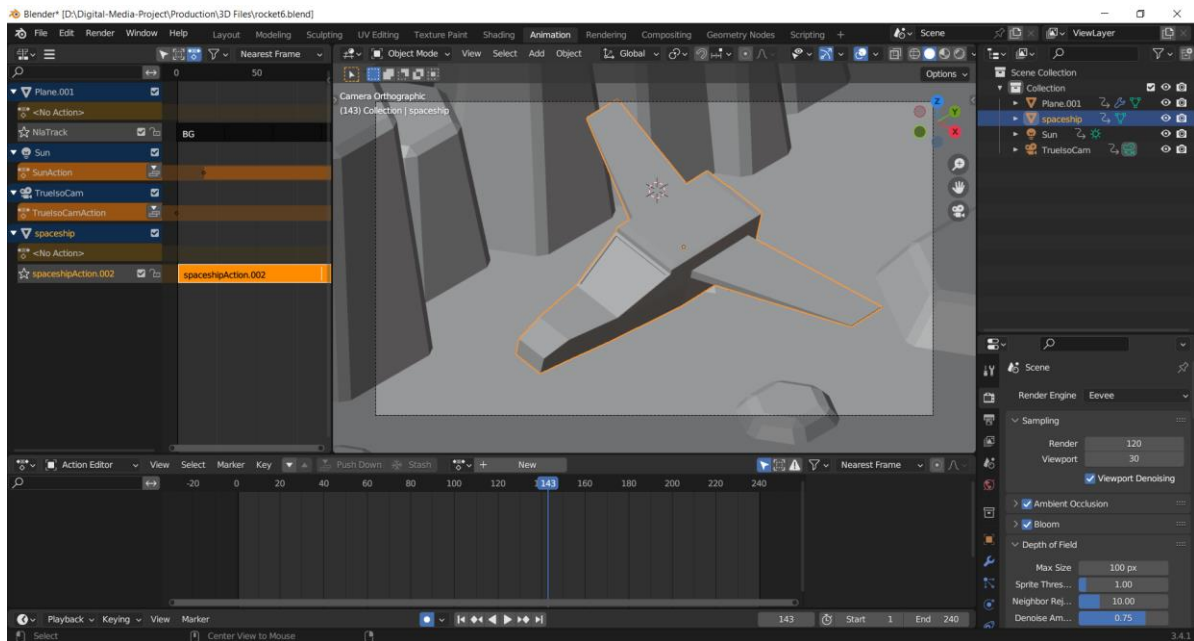 Blender* [D:\Digital-Media-Project\Production\3D Files\rocket6.blend]
File Edit Render Window Help Layout Modeling Sculpting UV Editing Texture Paint Shading Animation Rendering Compositing Geometry Nodes Scripting + Scene ViewLayer
Nearest Frame Object Mode View Select Add Object Global
0 50
Options
Plane.001
<No Action>
NlaTrack BG
Sun
SunAction
TrueIsoCam
TrueIsoCamAction
spaceship
<No Action>
spaceshipAction.002 spaceshipAction.002
Camera Orthographic
(143) Collection | spaceship
Z
Y
X
Scene Collection
Collection
Plane.001
spaceship
Sun
TrueIsoCam
Scene
Render Engine Eevee
Sampling
Render 120
Viewport 30
Viewport Denoising
Ambient Occlusion
Bloom
Depth of Field
Max Size 100 px
Sprite Thres... 1.00
Neighbor Rej... 10.00
Denoise Am... 0.75
Action Editor View Select Marker Key Push Down Stash + New Nearest Frame
-20 0 20 40 60 80 100 120 143 160 180 200 220 240
Playback Keying View Marker 143 Start 1 End 240
Select Center View to Mouse 3.4.1